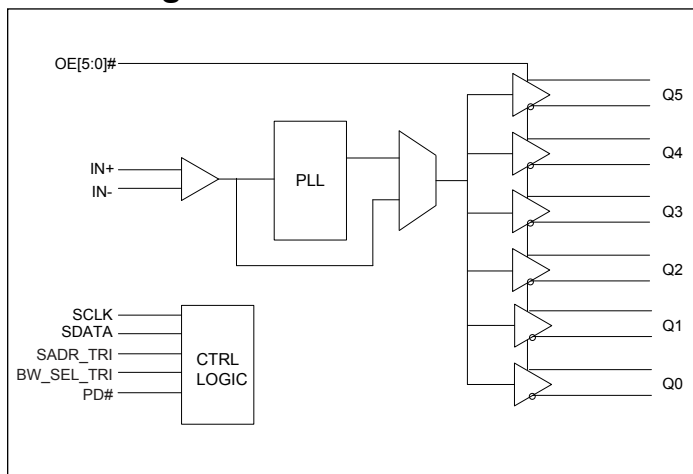 OE[5:0]#
Q5
Q4
IN+
IN-
PLL
Q3
Q2
SCLK
SDATA
SADR_TRI
BW_SEL_TRI
PD#
CTRL
LOGIC
Q1
Q0